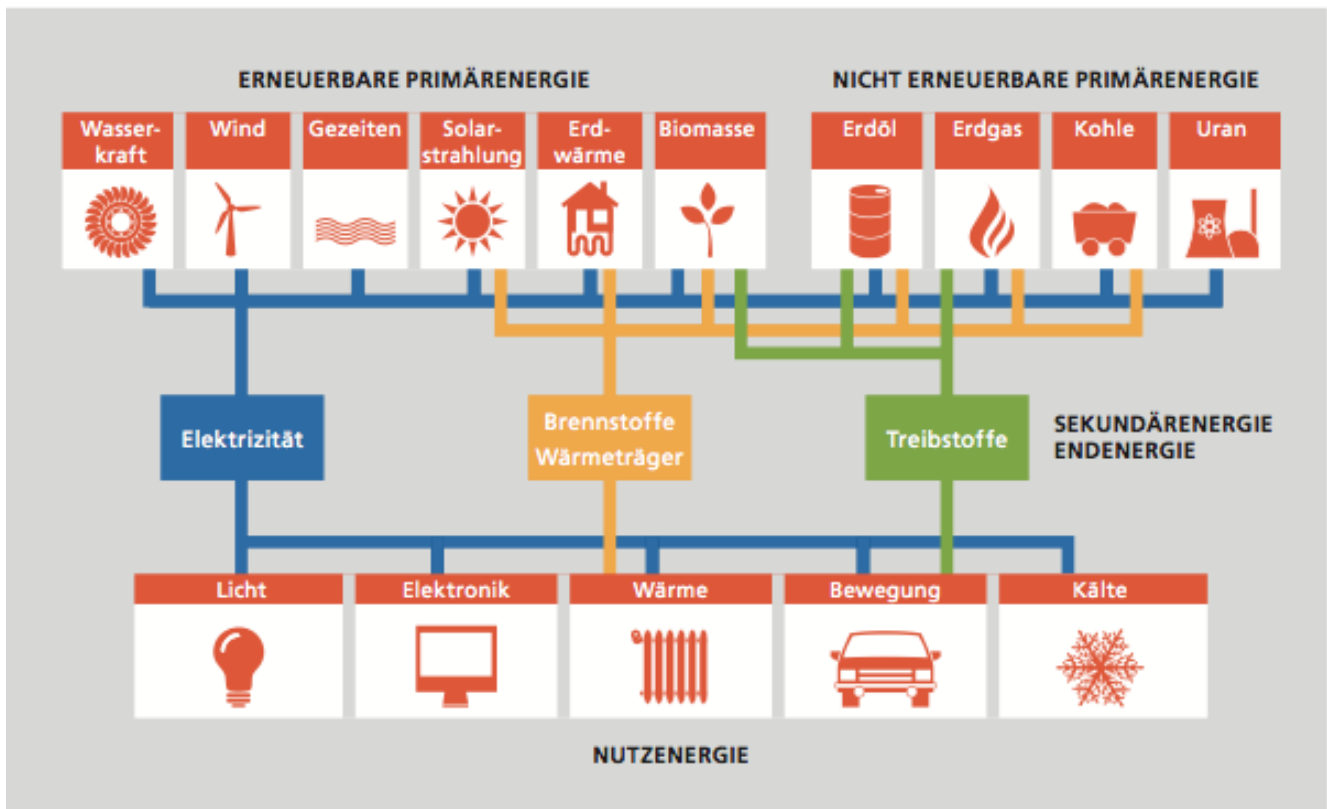 ERNEUERBARE PRIMÄRENERGIE
NICHT ERNEUERBARE PRIMÄRENERGIE
Wasser-
kraft
Wind
Gezeiten
Solar-
strahlung
Erd-
wärme
Biomasse
Erdöl
Erdgas
Kohle
Uran
Elektrizität
Brennstoffe
Wärmeträger
Treibstoffe
SEKUNDÄRENERGIE
ENDENERGIE
Licht
Elektronik
Wärme
Bewegung
Kälte
NUTZENERGIE